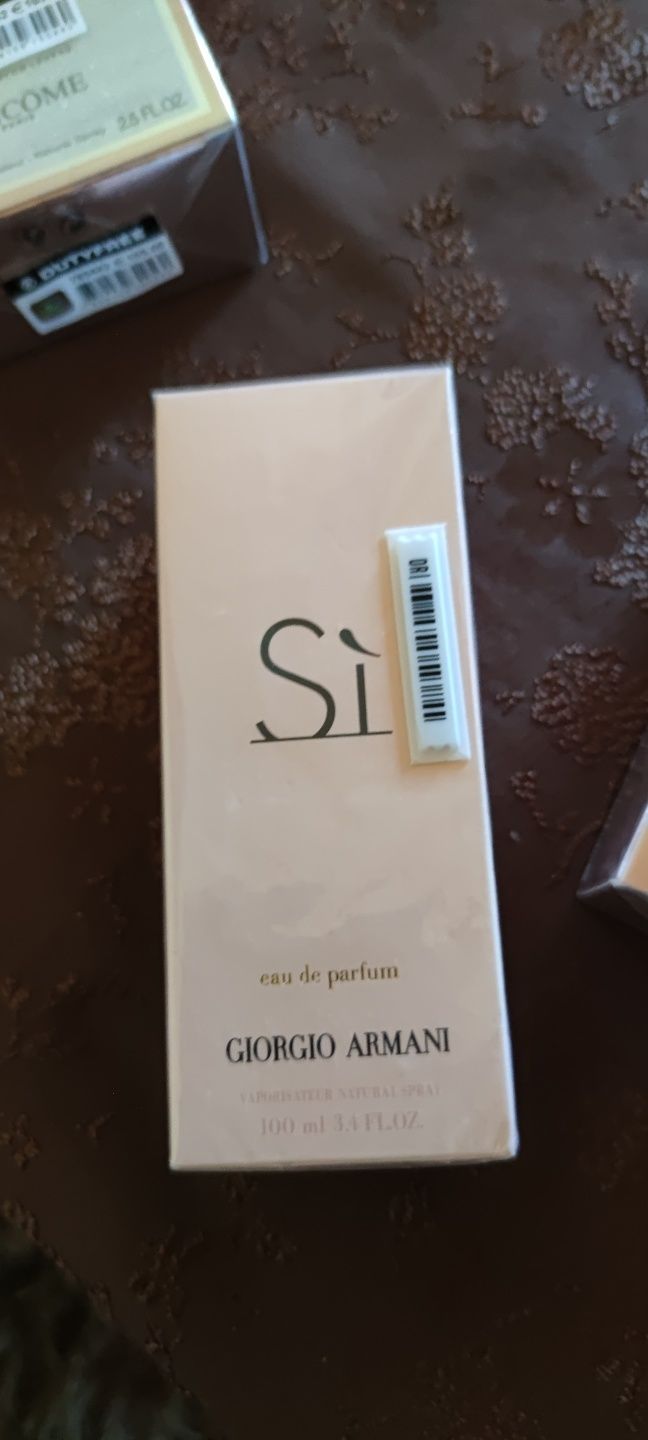 COME
2.5 FL.OZ.
DUTYFREE
Sì
DRI
eau de parfum
GIORGIO ARMANI
VAPORISATEUR NATURAL SPRAY
100 ml 3.4 FL.OZ.